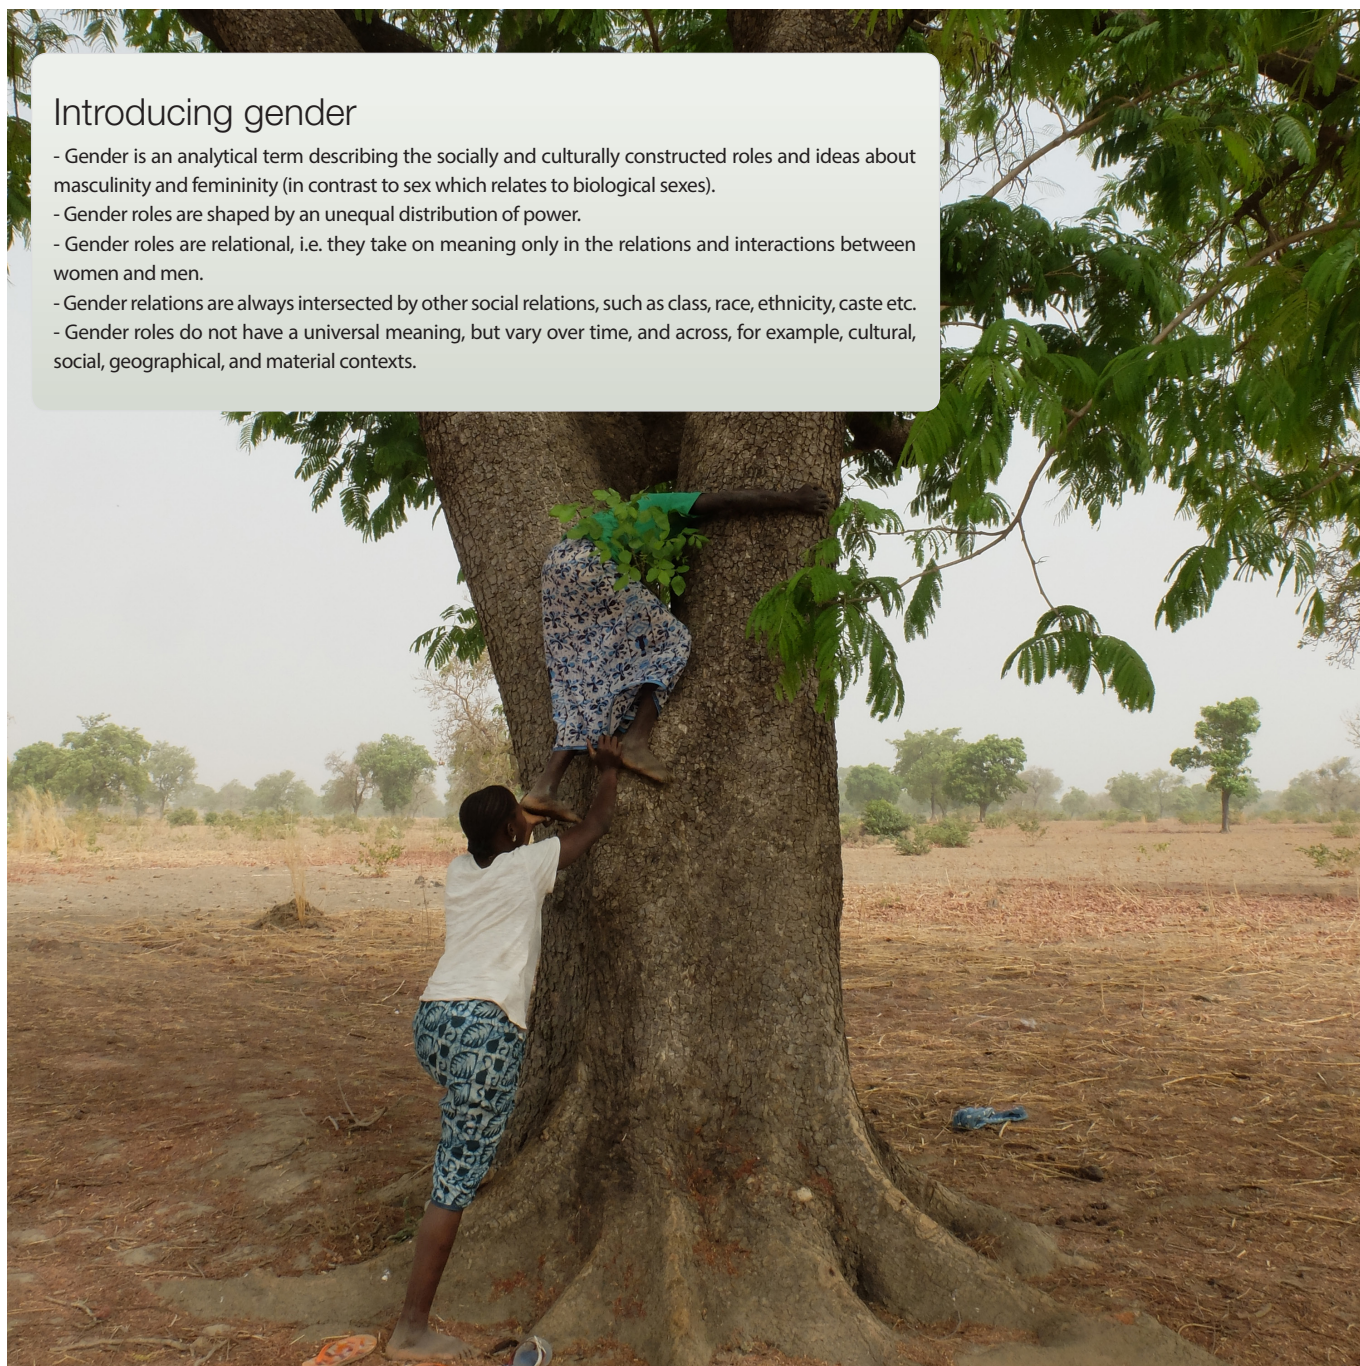 Introducing gender
- Gender is an analytical term describing the socially and culturally constructed roles and ideas about
masculinity and femininity (in contrast to sex which relates to biological sexes).
- Gender roles are shaped by an unequal distribution of power.
- Gender roles are relational, i.e. they take on meaning only in the relations and interactions between
women and men.
- Gender relations are always intersected by other social relations, such as class, race, ethnicity, caste etc.
- Gender roles do not have a universal meaning, but vary over time, and across, for example, cultural,
social, geographical, and material contexts.